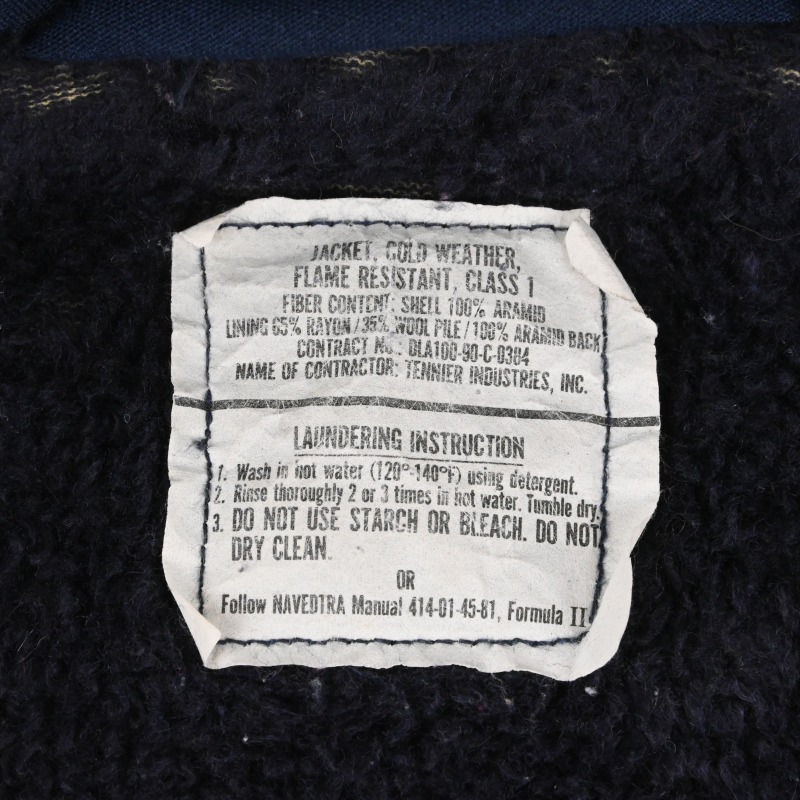 JACKET, COLD WEATHER,
FLAME RESISTANT, CLASS 1
FIBER CONTENT: SHELL 100% ARAMID
LINING 65% RAYON/35% WOOL PILE/100% ARAMID BACK
CONTRACT NO.: DLA100-90-C-0304
NAME OF CONTRACTOR: TENNIER INDUSTRIES, INC.
LAUNDERING INSTRUCTION
1. Wash in hot water (120°-140°F) using detergent.
2. Rinse thoroughly 2 or 3 times in hot water. Tumble dry.
3. DO NOT USE STARCH OR BLEACH. DO NOT
DRY CLEAN.
OR
Follow NAVEDTRA Manual 414-01-45-81, Formula II